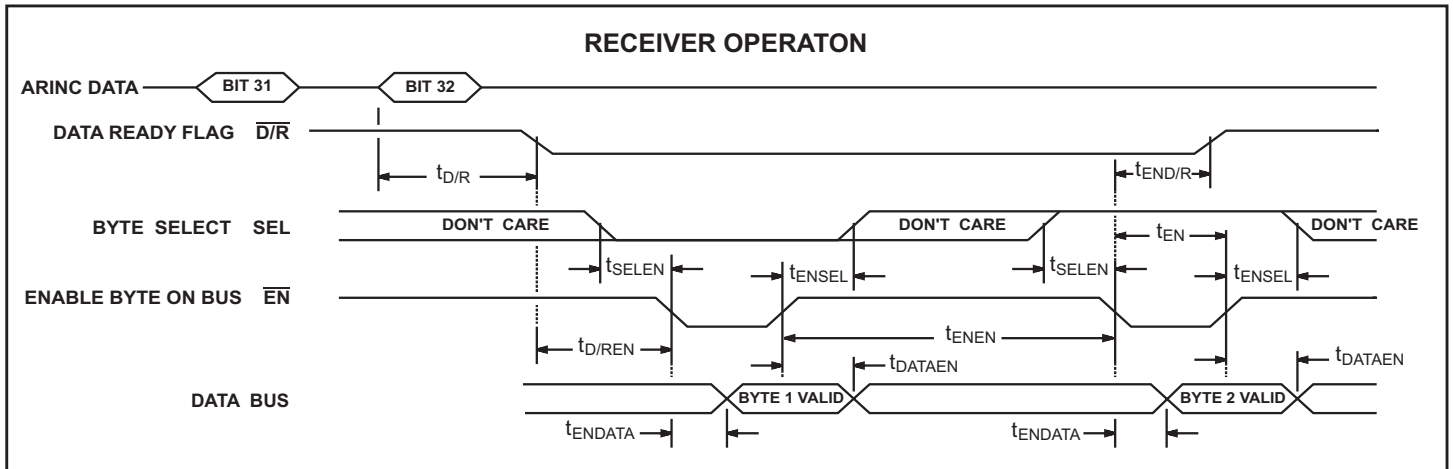 RECEIVER OPERATON
ARINC DATA BIT 31 BIT 32
DATA READY FLAG D/R
tD/R tEND/R
BYTE SELECT SEL DON'T CARE DON'T CARE DON'T CARE
tEN
tSELEN tENSEL tSELEN tENSEL
ENABLE BYTE ON BUS EN
tD/REN tENEN
tDATAEN tDATAEN
DATA BUS BYTE 1 VALID BYTE 2 VALID
tENDATA tENDATA